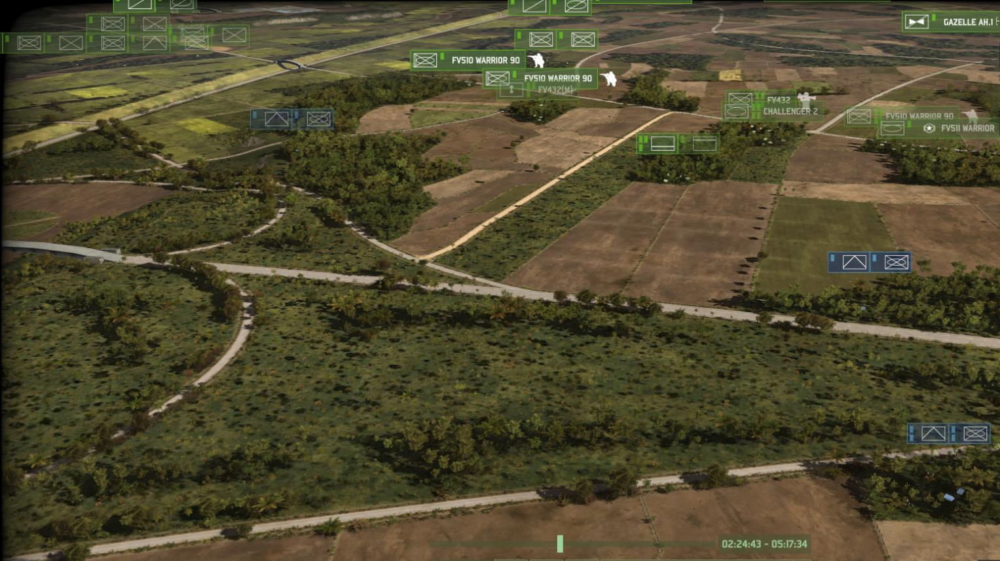 GAZELLE AH.1
FV510 WARRIOR 90
FV510 WARRIOR 90
FV432(M)
FV432
CHALLENGER 2
FV510 WARRIOR 90
FV511 WARRIOR
02:24:43 - 05:17:34